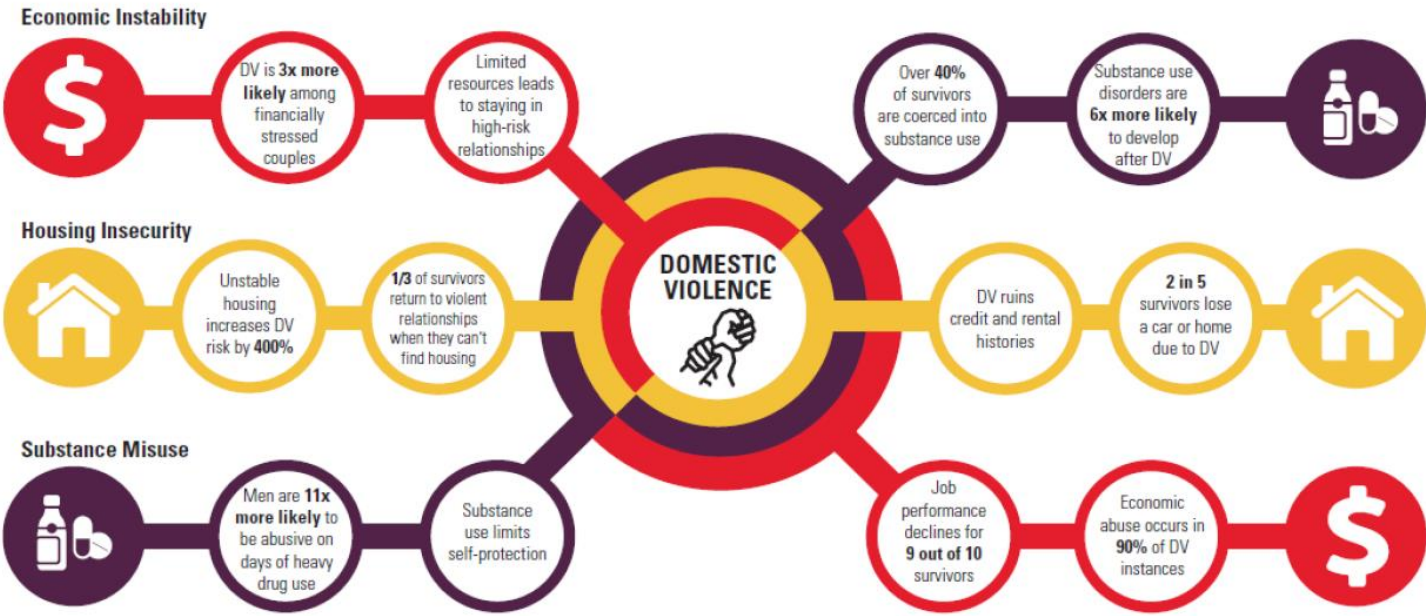 Economic Instability
$
DV is 3x more
likely among
financially
stressed
couples
Limited
resources leads
to staying in
high-risk
relationships
Over 40%
of survivors
are coerced into
substance use
Substance use
disorders are
6x more likely
to develop
after DV
Housing Insecurity
Unstable
housing
increases DV
risk by 400%
1/3 of survivors
return to violent
relationships
when they can't
find housing
DOMESTIC
VIOLENCE
DV ruins
credit and rental
histories
2 in 5
survivors lose
a car or home
due to DV
Substance Misuse
Men are 11x
more likely to
be abusive on
days of heavy
drug use
Substance
use limits
self-protection
Job
performance
declines for
9 out of 10
survivors
Economic
abuse occurs in
90% of DV
instances
$